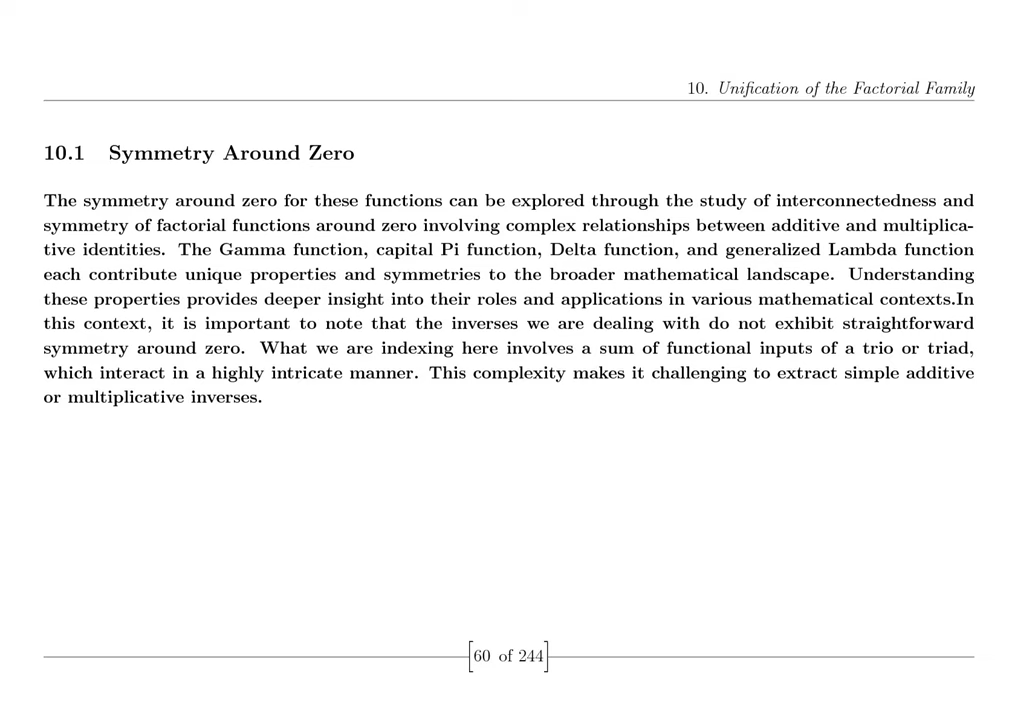 10. Unification of the Factorial Family
10.1 Symmetry Around Zero
The symmetry around zero for these functions can be explored through the study of interconnectedness and
symmetry of factorial functions around zero involving complex relationships between additive and multiplica-
tive identities. The Gamma function, capital Pi function, Delta function, and generalized Lambda function
each contribute unique properties and symmetries to the broader mathematical landscape. Understanding
these properties provides deeper insight into their roles and applications in various mathematical contexts.In
this context, it is important to note that the inverses we are dealing with do not exhibit straightforward
symmetry around zero. What we are indexing here involves a sum of functional inputs of a trio or triad,
which interact in a highly intricate manner. This complexity makes it challenging to extract simple additive
or multiplicative inverses.
[60 of 244]